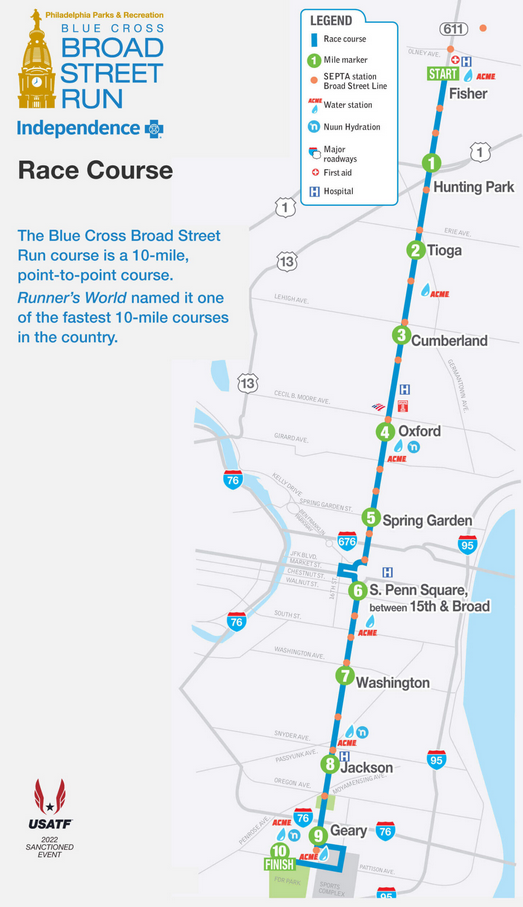 Philadelphia Parks & Recreation
BLUE CROSS
BROAD
STREET
RUN
Independence
Race Course
The Blue Cross Broad Street
Run course is a 10-mile,
point-to-point course.
Runner's World named it one
of the fastest 10-mile courses
in the country.
LEGEND
Race course
1 Mile marker
SEPTA station
Broad Street Line
ACME Water station
n Nuun Hydration
Major
roadways
First aid
H Hospital
611
OLNEY AVE.
H
START ACME
Fisher
1
1
Hunting Park
1
ERIE AVE.
2 Tioga
13
ACME
LEHIGH AVE.
3 Cumberland
GERMANTOWN AVE.
13
H
CECIL B. MOORE AVE.
4 Oxford
GIRARD AVE.
n
ACME
76
KELLY DRIVE
SPRING GARDEN ST.
BEN FRANKLIN
PARKWAY
5 Spring Garden
676
95
JFK BLVD.
MARKET ST.
CHESTNUT ST.
WALNUT ST.
16TH ST.
H
6 S. Penn Square,
between 15th & Broad
76
SOUTH ST.
ACME
WASHINGTON AVE.
7 Washington
SNYDER AVE.
n
ACME
PASSYUNK AVE.
H
8 Jackson
95
OREGON AVE.
MOYAMENSING AVE.
PENROSE AVE.
ACME
76
n
9 Geary
76
10
FINISH
ACME
PATTISON AVE.
FDR PARK
SPORTS
COMPLEX
95
USATF
2022
SANCTIONED
EVENT